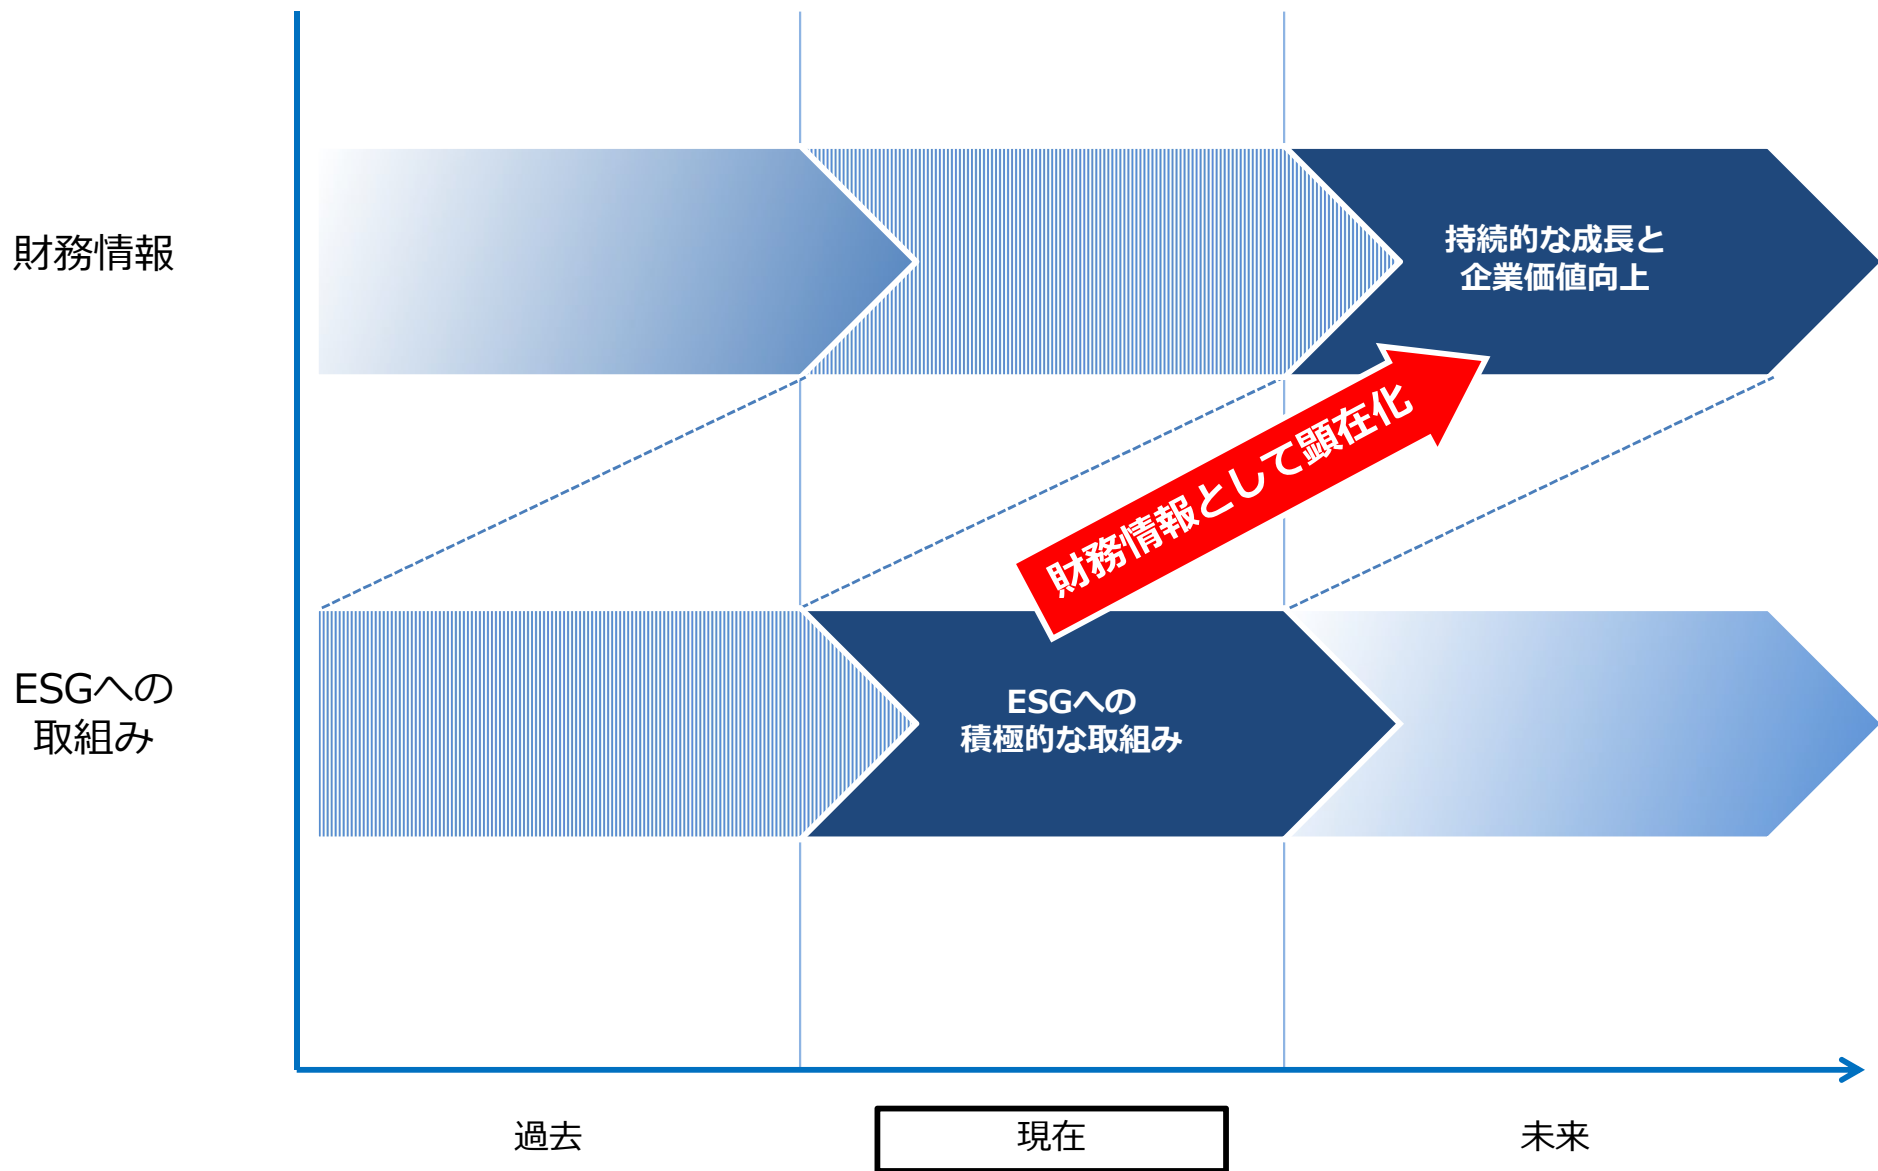 財務情報
持続的な成長と
企業価値向上
財務情報として顕在化
ESGへの
取組み
ESGへの
積極的な取組み
過去
現在
未来